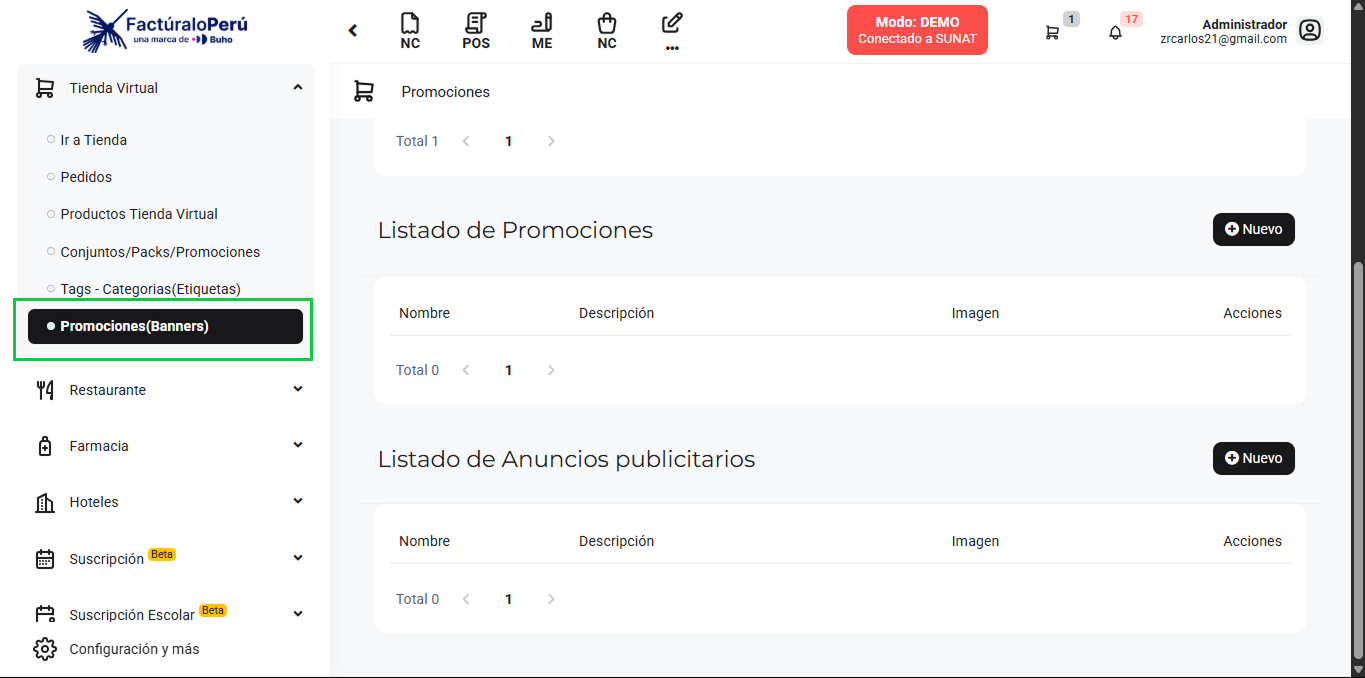 FactúraloPerú
una marca de Buho
NC
POS
ME
NC
...
Modo: DEMO
Conectado a SUNAT
1
17
Administrador
zrcarlos21@gmail.com
Tienda Virtual
Ir a Tienda
Pedidos
Productos Tienda Virtual
Conjuntos/Packs/Promociones
Tags - Categorias(Etiquetas)
Promociones(Banners)
Restaurante
Farmacia
Hoteles
Suscripción Beta
Suscripción Escolar Beta
Configuración y más
Promociones
Total 1 < 1 >
Listado de Promociones
Nuevo
Nombre Descripción Imagen Acciones
Total 0 < 1 >
Listado de Anuncios publicitarios
Nuevo
Nombre Descripción Imagen Acciones
Total 0 < 1 >